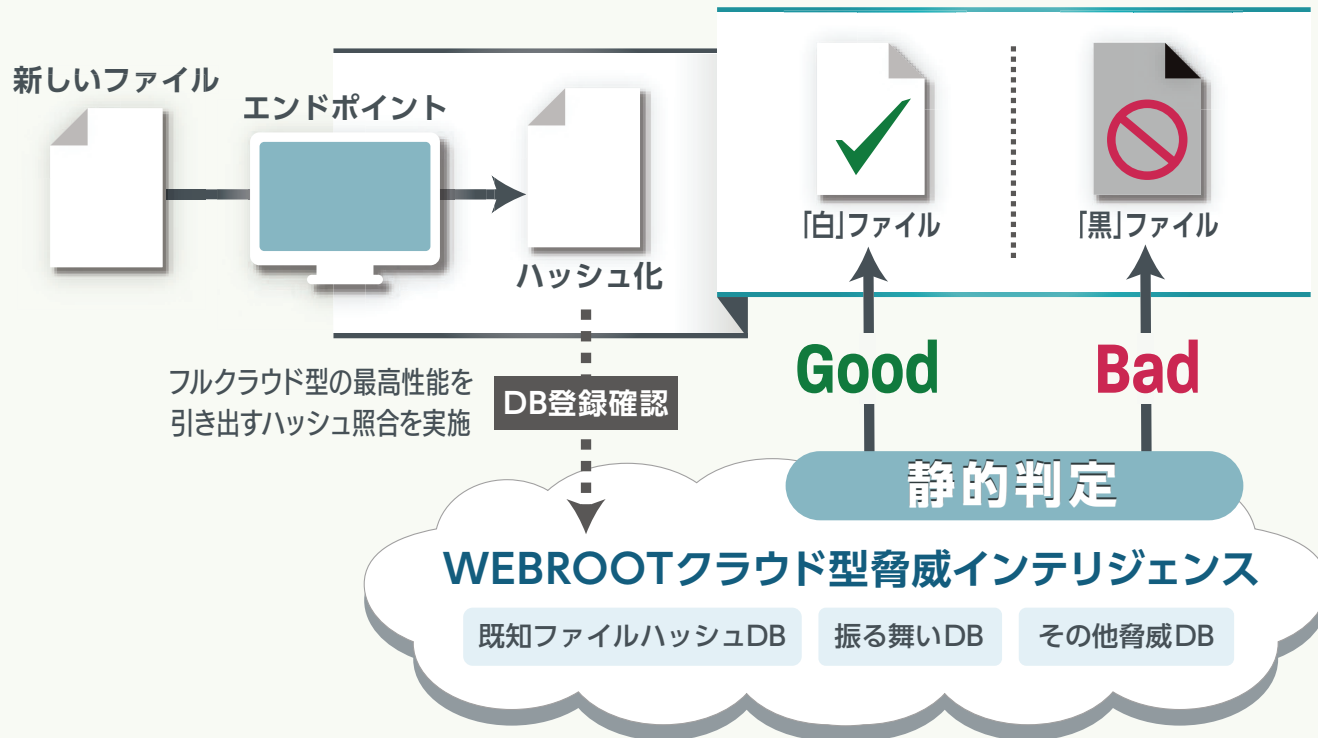 新しいファイル
エンドポイント
ハッシュ化
「白」ファイル
「黒」ファイル
フルクラウド型の最高性能を
引き出すハッシュ照合を実施
DB登録確認
Good
Bad
静的判定
WEBROOTクラウド型脅威インテリジェンス
既知ファイルハッシュDB
振る舞いDB
その他脅威DB